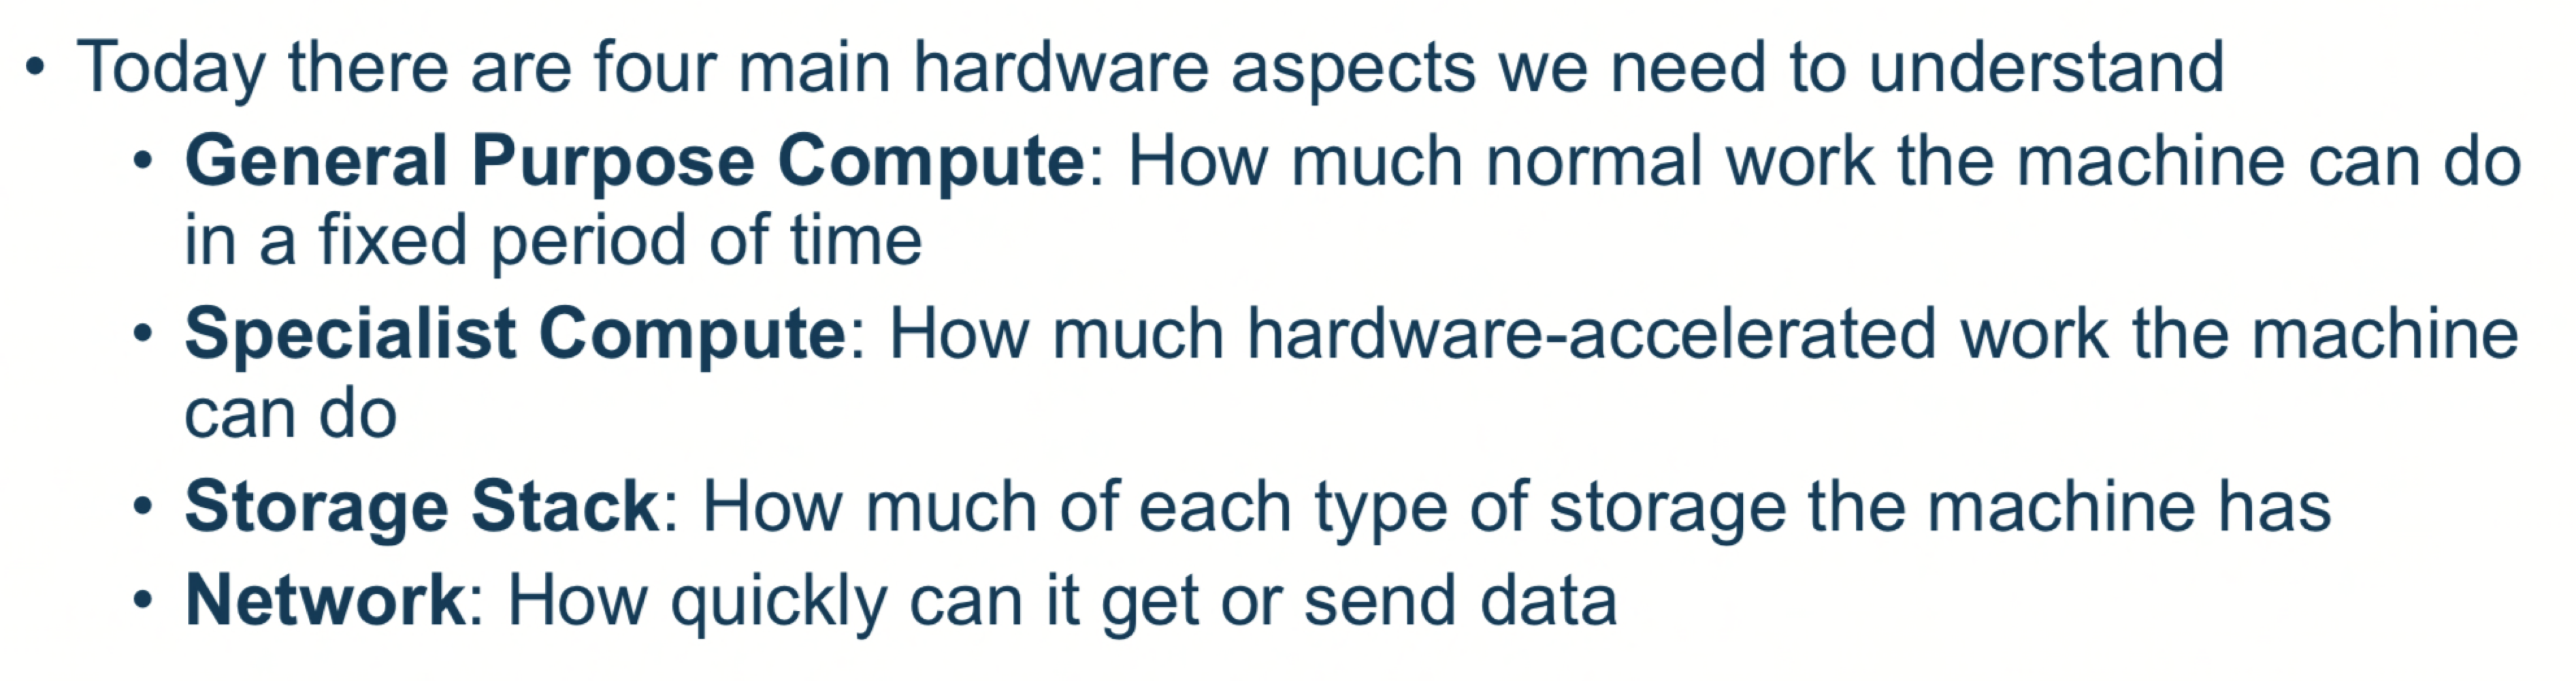 • Today there are four main hardware aspects we need to understand
• General Purpose Compute: How much normal work the machine can do
in a fixed period of time
• Specialist Compute: How much hardware-accelerated work the machine
can do
• Storage Stack: How much of each type of storage the machine has
• Network: How quickly can it get or send data